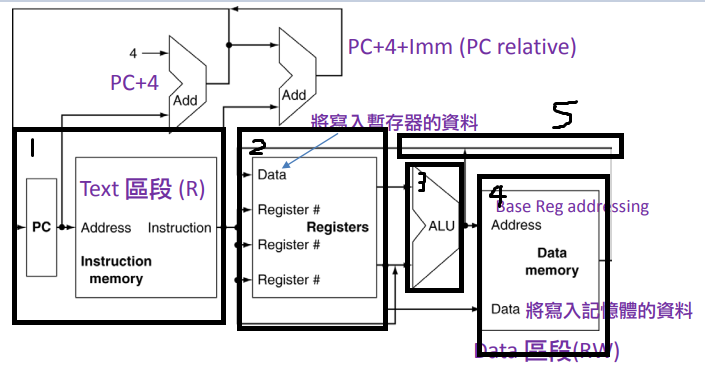 4
PC+4
Add
Add
PC+4+Imm (PC relative)
將寫入暫存器的資料
5
1
2
3
4
Text 區段 (R)
PC
Address
Instruction
Instruction
memory
Data
Register #
Registers
Register #
Register #
ALU
Base Reg addressing
Address
Data
memory
Data
將寫入記憶體的資料
Data 區段(RW)